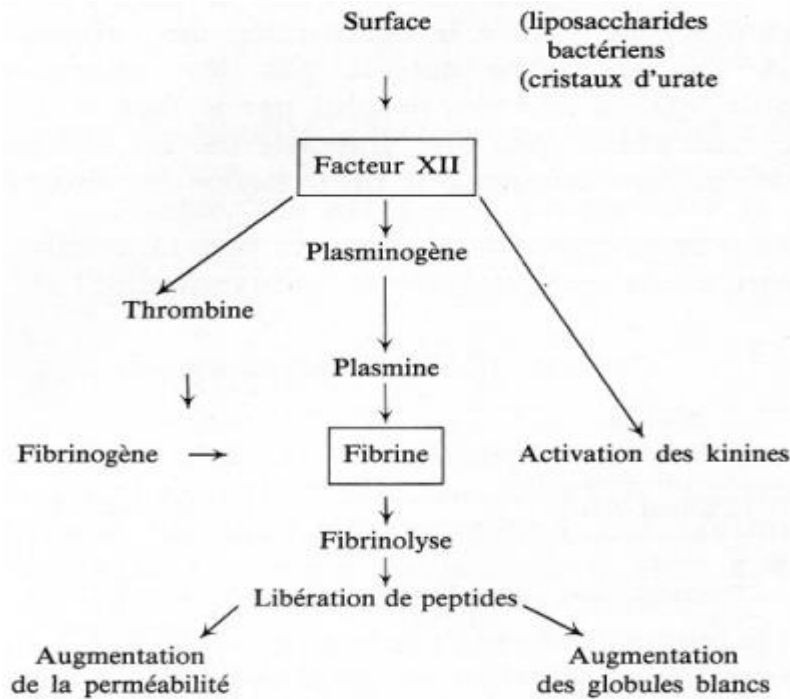 Surface (liposaccharides
bactériens
(cristaux d'urate
Facteur XII
Plasminogène
Thrombine
Plasmine
Fibrinogène
Fibrine
Activation des kinines
Fibrinolyse
Libération de peptides
Augmentation
de la perméabilité
Augmentation
des globules blancs